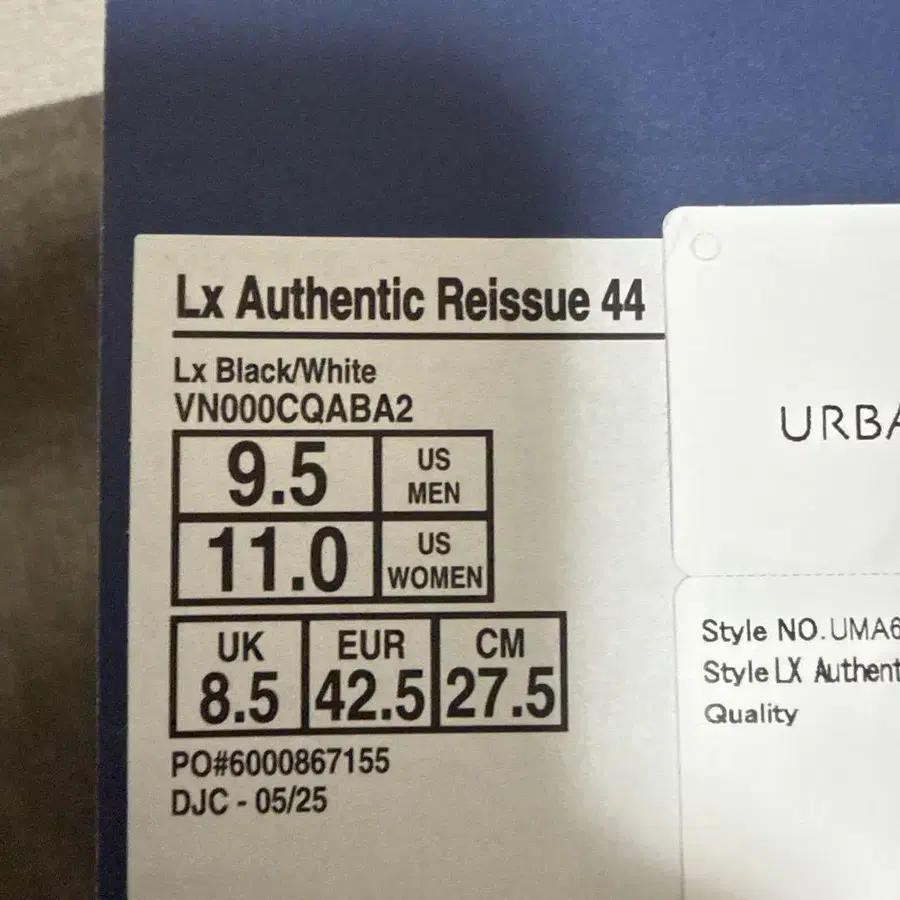 Lx Authentic Reissue 44
Lx Black/White
VN000CQABA2
9.5 US MEN
11.0 US WOMEN
UK EUR CM
8.5 42.5 27.5
PO#6000867155
DJC - 05/25
URBA
Style NO.UMA6
Style LX Authent
Quality